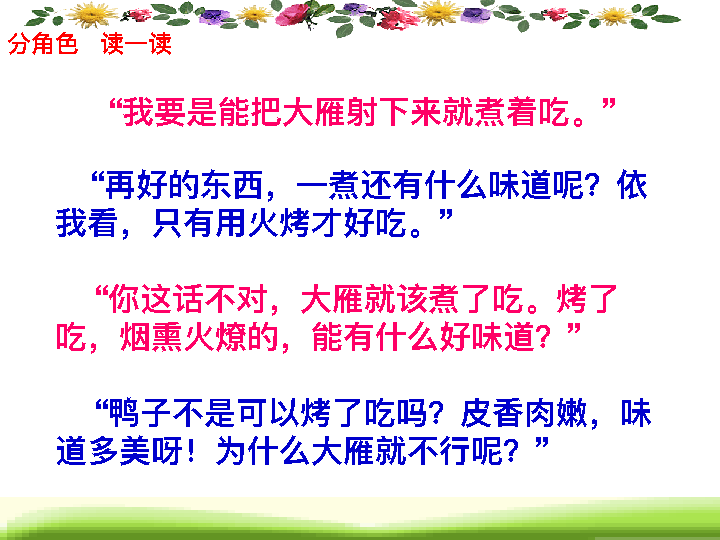 分角色 读一读
“我要是能把大雁射下来就煮着吃。”
“再好的东西，一煮还有什么味道呢？依
我看，只有用火烤才好吃。”
“你这话不对，大雁就该煮了吃。烤了
吃，烟熏火燎的，能有什么好味道？”
“鸭子不是可以烤了吃吗？皮香肉嫩，味
道多美呀！为什么大雁就不行呢？”